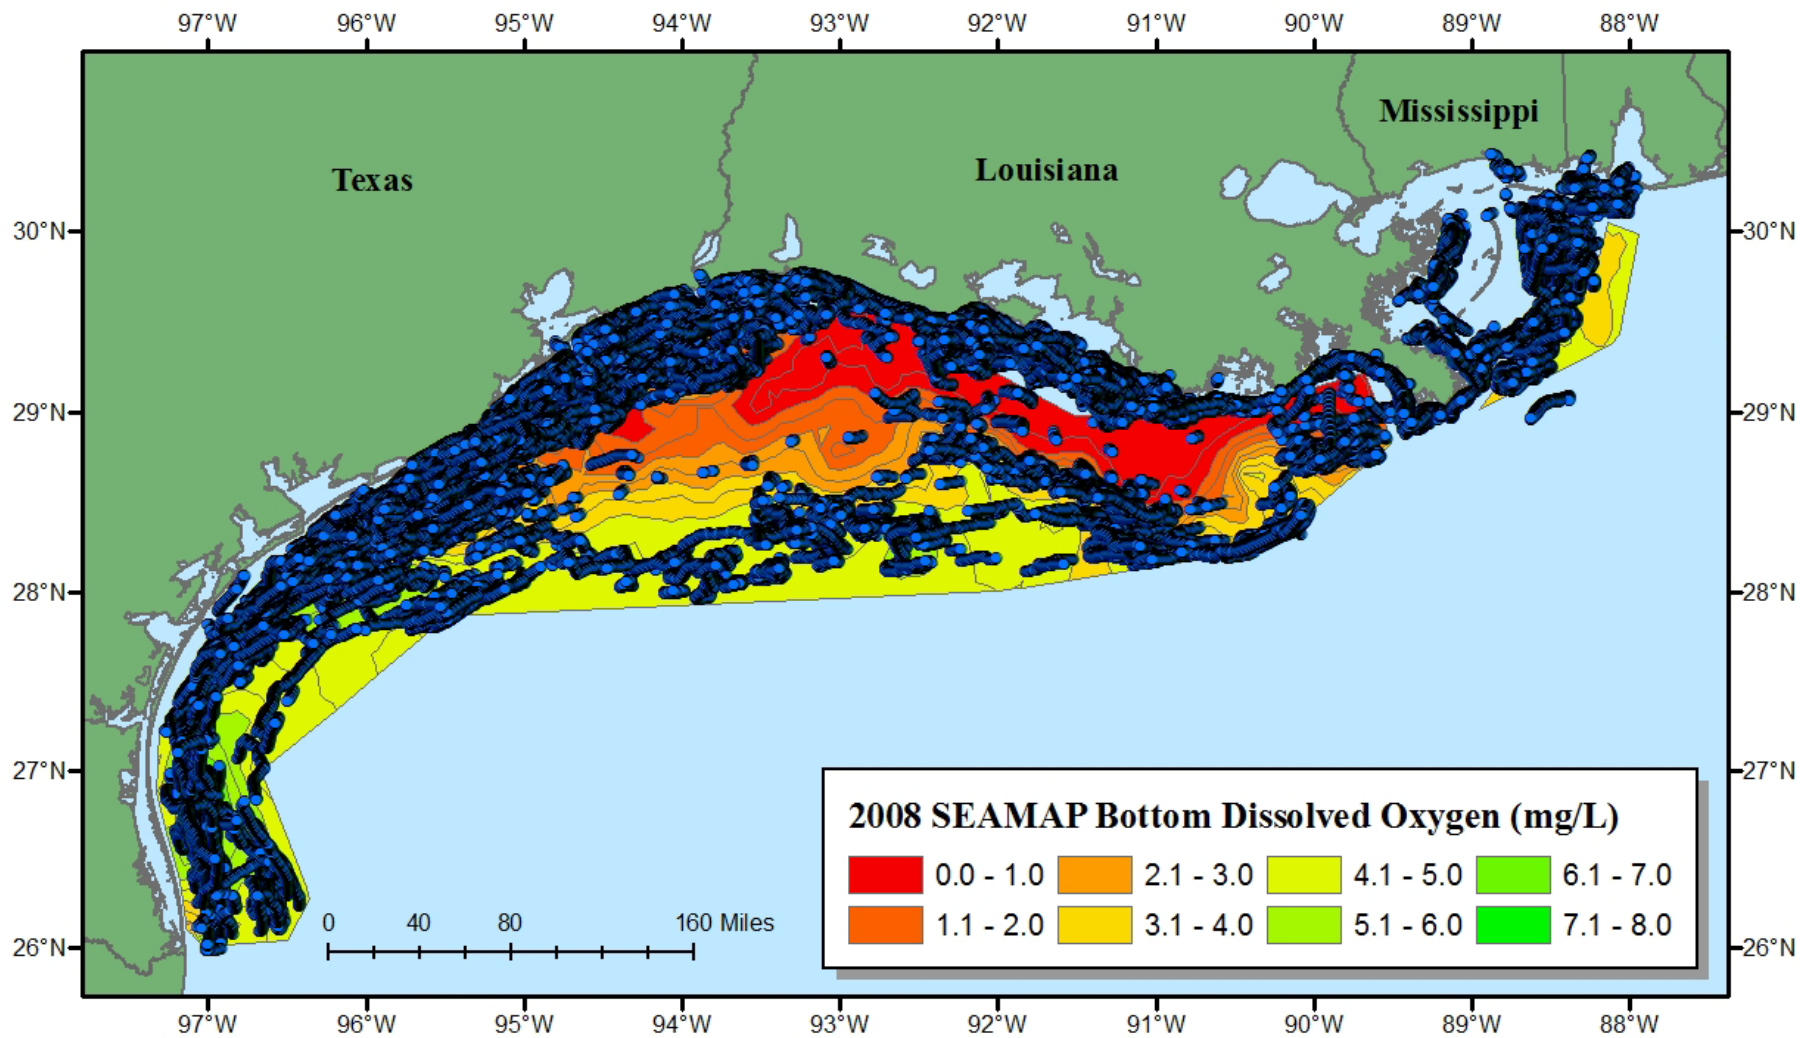 97°W 96°W 95°W 94°W 93°W 92°W 91°W 90°W 89°W 88°W
Mississippi
Louisiana
Texas
30°N 30°N
29°N 29°N
28°N 28°N
27°N 27°N
2008 SEAMAP Bottom Dissolved Oxygen (mg/L)
0.0 - 1.0 2.1 - 3.0 4.1 - 5.0 6.1 - 7.0
1.1 - 2.0 3.1 - 4.0 5.1 - 6.0 7.1 - 8.0
0 40 80 160 Miles
26°N 26°N
97°W 96°W 95°W 94°W 93°W 92°W 91°W 90°W 89°W 88°W